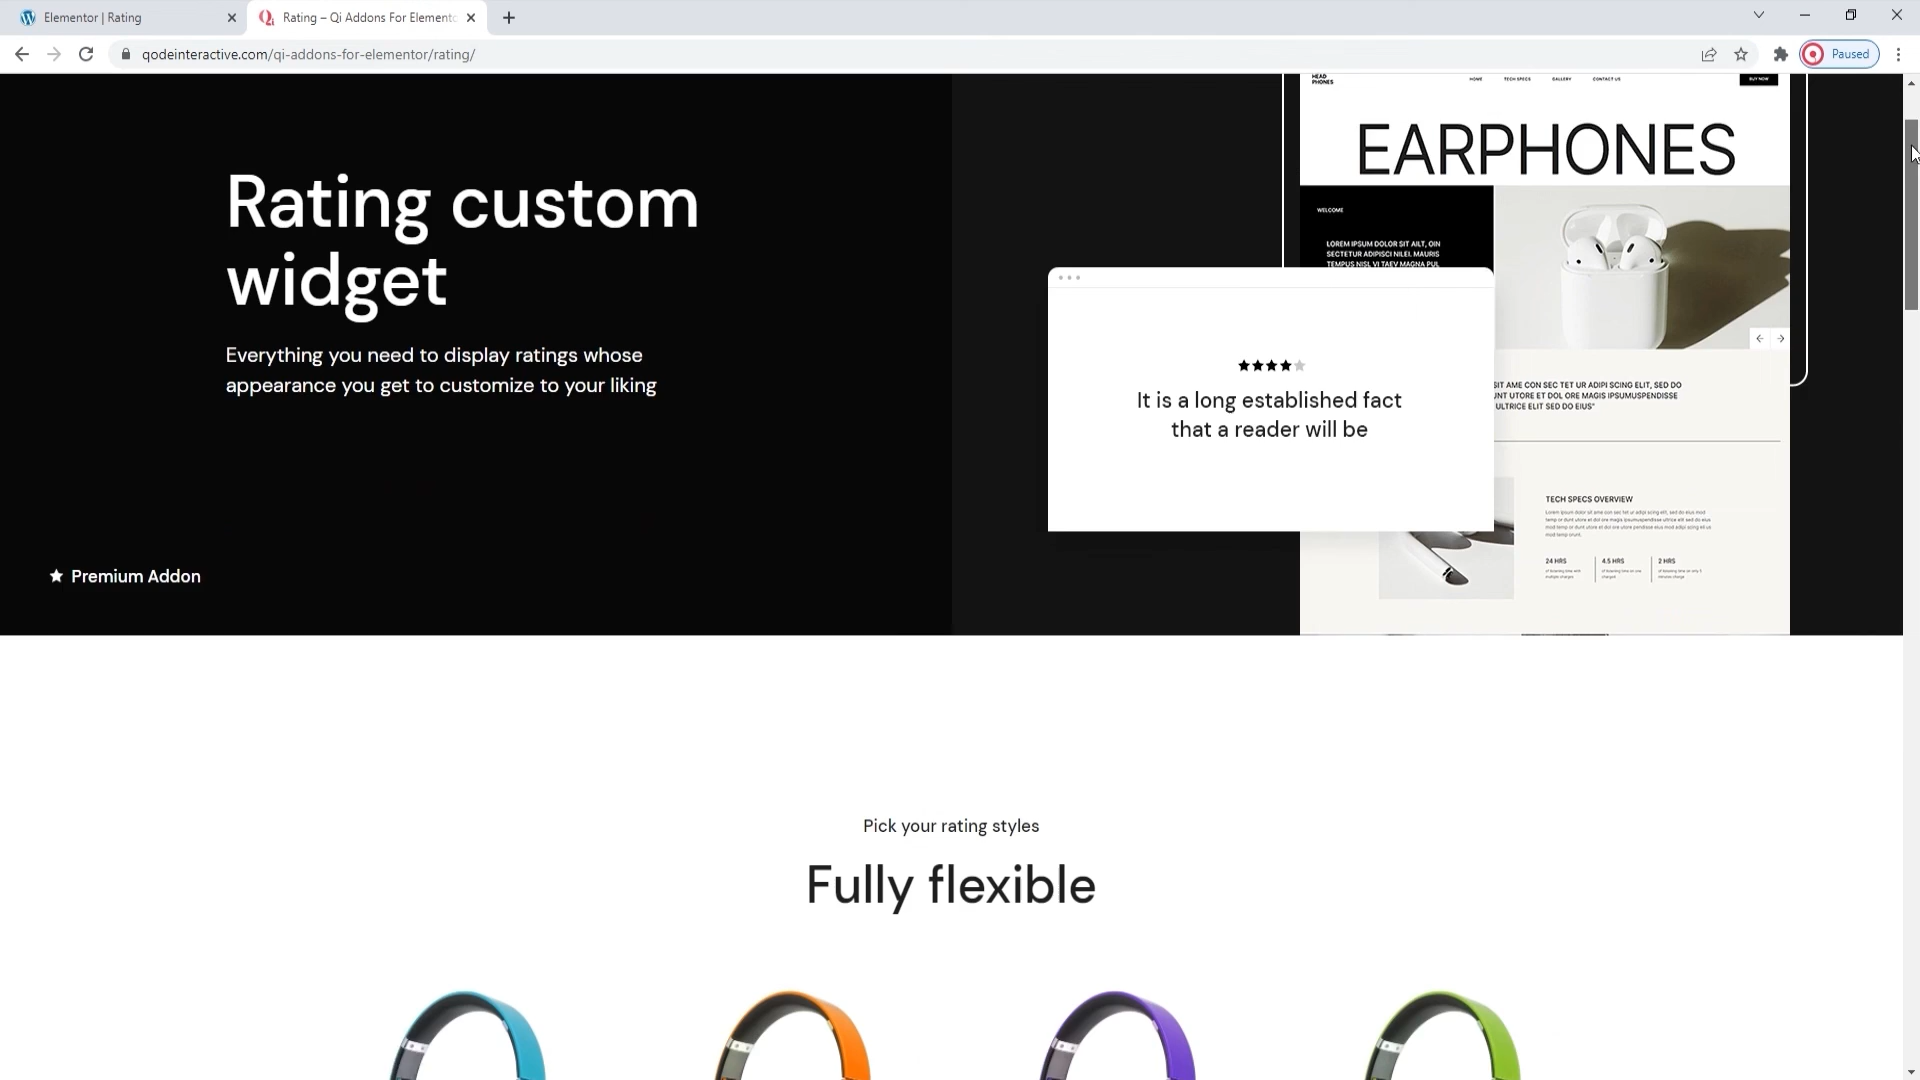 Elementor | Rating
Rating – Qi Addons For Elemento
qodeinteractive.com/qi-addons-for-elementor/rating/
Paused
HEAD
PHONES
HOME
TECH SPECS
GALLERY
CONTACT US
BUY NOW
EARPHONES
WELCOME
LOREM IPSUM DOLOR SIT AILT, OIN
SECTETUR ADIPISCI NILEI. MAURIS
TEMPUS NISL VI TAEV MAGNA PUL
Rating custom
widget
Everything you need to display ratings whose
appearance you get to customize to your liking
It is a long established fact
that a reader will be
SIT AME CON SEC TET UR ADIPI SCING ELIT, SED DO
UNT UTORE ET DOL ORE MAGIS IPSUMUSPENDISSE
ULTRICE ELIT SED DO EIUS"
TECH SPECS OVERVIEW
24 HRS
4.5 HRS
2 HRS
Premium Addon
Pick your rating styles
Fully flexible